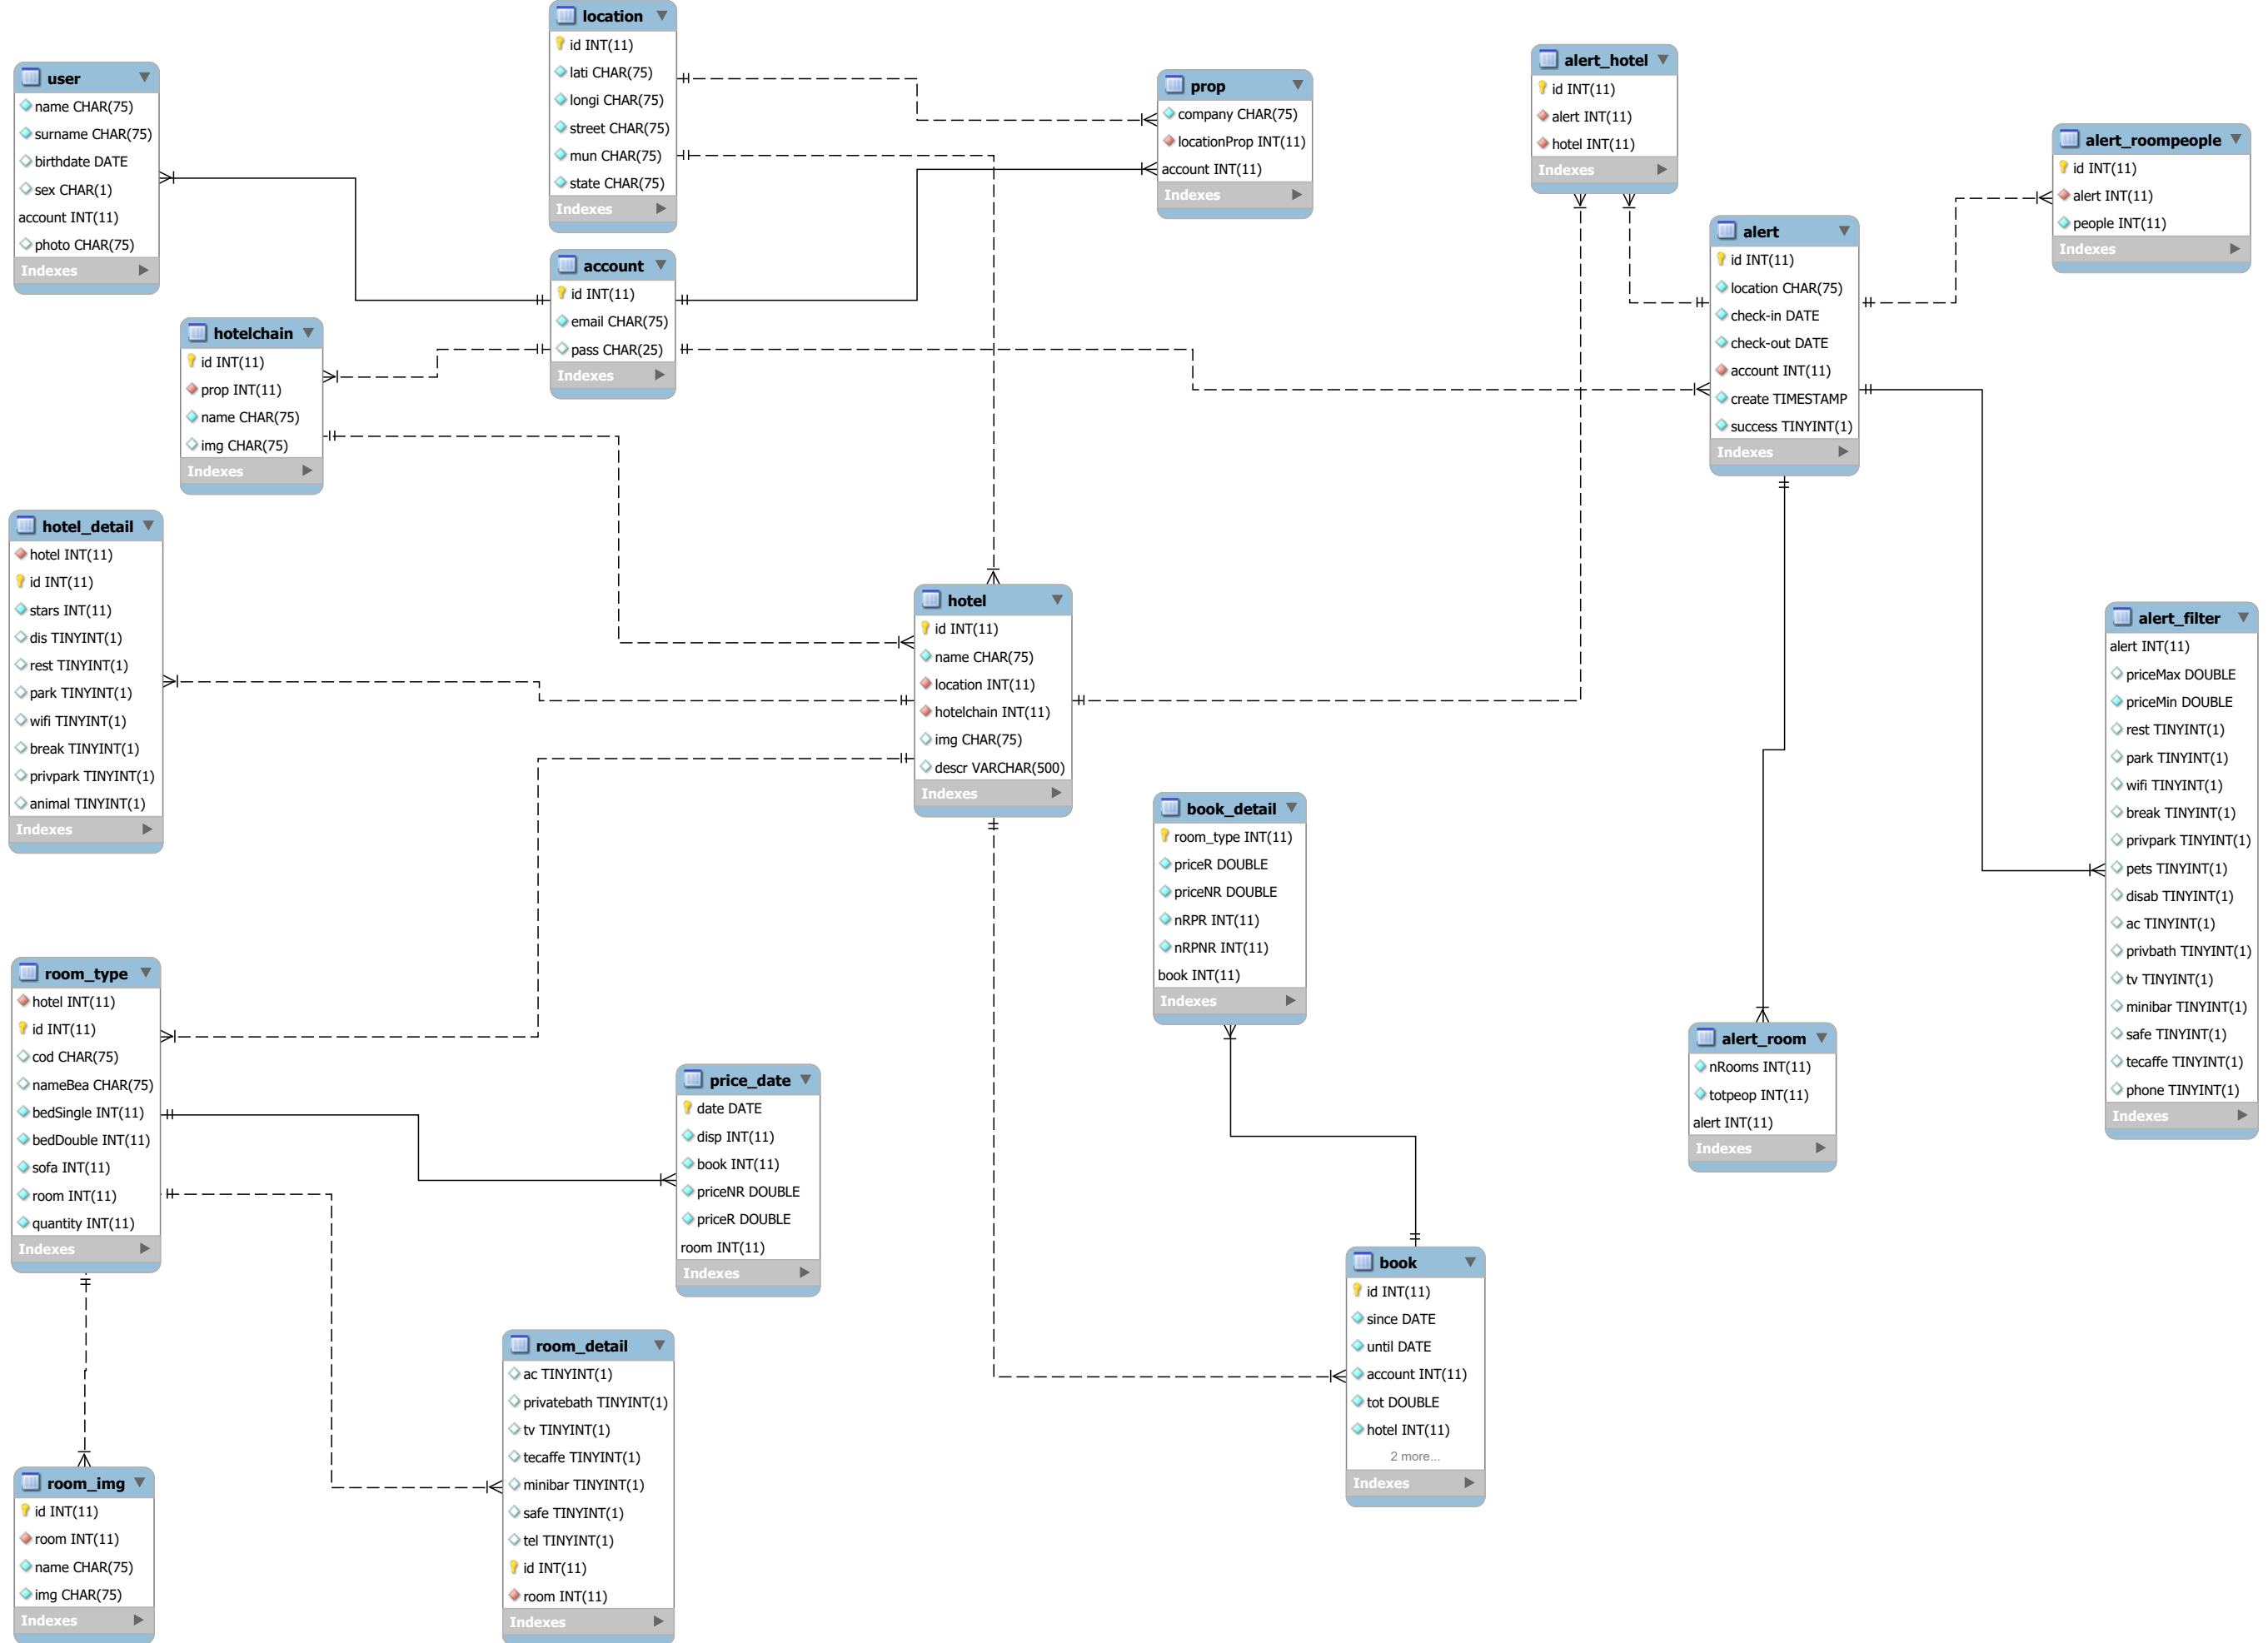 location
id INT(11)
lati CHAR(75)
longi CHAR(75)
street CHAR(75)
mun CHAR(75)
state CHAR(75)
Indexes
user
name CHAR(75)
surname CHAR(75)
birthdate DATE
sex CHAR(1)
account INT(11)
photo CHAR(75)
Indexes
prop
company CHAR(75)
locationProp INT(11)
account INT(11)
Indexes
alert_hotel
id INT(11)
alert INT(11)
hotel INT(11)
Indexes
alert_roompeople
id INT(11)
alert INT(11)
people INT(11)
Indexes
alert
id INT(11)
location CHAR(75)
check-in DATE
check-out DATE
account INT(11)
create TIMESTAMP
success TINYINT(1)
Indexes
account
id INT(11)
email CHAR(75)
pass CHAR(25)
Indexes
hotelchain
id INT(11)
prop INT(11)
name CHAR(75)
img CHAR(75)
Indexes
hotel_detail
hotel INT(11)
id INT(11)
stars INT(11)
dis TINYINT(1)
rest TINYINT(1)
park TINYINT(1)
wifi TINYINT(1)
break TINYINT(1)
privpark TINYINT(1)
animal TINYINT(1)
Indexes
hotel
id INT(11)
name CHAR(75)
location INT(11)
hotelchain INT(11)
img CHAR(75)
descr VARCHAR(500)
Indexes
alert_filter
alert INT(11)
priceMax DOUBLE
priceMin DOUBLE
rest TINYINT(1)
park TINYINT(1)
wifi TINYINT(1)
break TINYINT(1)
privpark TINYINT(1)
pets TINYINT(1)
disab TINYINT(1)
ac TINYINT(1)
privbath TINYINT(1)
tv TINYINT(1)
minibar TINYINT(1)
safe TINYINT(1)
tecaffe TINYINT(1)
phone TINYINT(1)
Indexes
book_detail
room_type INT(11)
priceR DOUBLE
priceNR DOUBLE
nRPR INT(11)
nRPNR INT(11)
book INT(11)
Indexes
room_type
hotel INT(11)
id INT(11)
cod CHAR(75)
nameBea CHAR(75)
bedSingle INT(11)
bedDouble INT(11)
sofa INT(11)
room INT(11)
quantity INT(11)
Indexes
alert_room
nRooms INT(11)
totpeop INT(11)
alert INT(11)
Indexes
price_date
date DATE
disp INT(11)
book INT(11)
priceNR DOUBLE
priceR DOUBLE
room INT(11)
Indexes
book
id INT(11)
since DATE
until DATE
account INT(11)
tot DOUBLE
hotel INT(11)
2 more...
Indexes
room_detail
ac TINYINT(1)
privatebath TINYINT(1)
tv TINYINT(1)
tecaffe TINYINT(1)
minibar TINYINT(1)
safe TINYINT(1)
tel TINYINT(1)
id INT(11)
room INT(11)
Indexes
room_img
id INT(11)
room INT(11)
name CHAR(75)
img CHAR(75)
Indexes